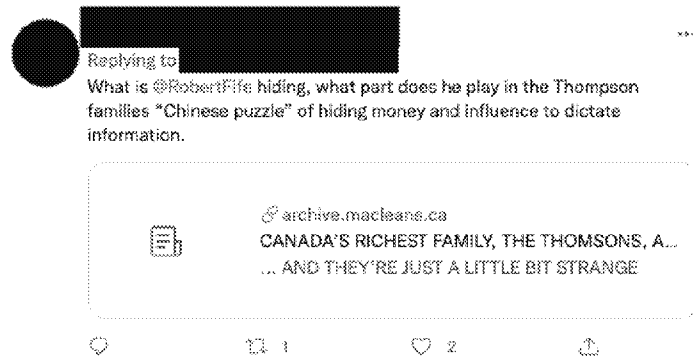 Replying to
What is @RobertFife hiding, what part does he play in the Thompson
families "Chinese puzzle" of hiding money and influence to dictate
information.
archive.macleans.ca
CANADA'S RICHEST FAMILY, THE THOMSONS, A...
... AND THEY'RE JUST A LITTLE BIT STRANGE
1
2